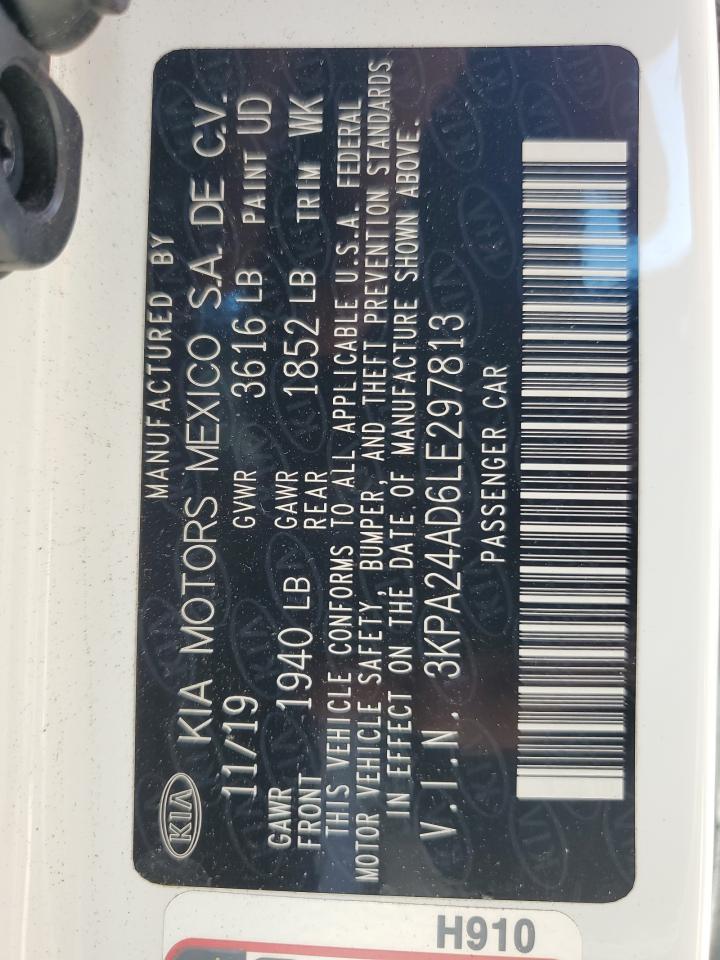 MANUFACTURED BY
KIA KIA MOTORS MEXICO S.A. DE C.V.
11/19 GVWR 3616 LB PAINT UD
GAWR FRONT 1940 LB GAWR REAR 1852 LB TRIM WK
THIS VEHICLE CONFORMS TO ALL APPLICABLE U.S.A. FEDERAL
MOTOR VEHICLE SAFETY, BUMPER, AND THEFT PREVENTION STANDARDS
IN EFFECT ON THE DATE OF MANUFACTURE SHOWN ABOVE.
V.I.N. 3KPA24AD6LE297813
PASSENGER CAR
H910